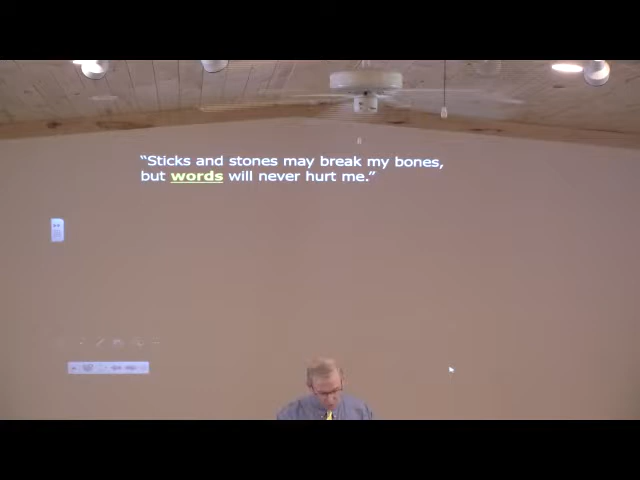 “Sticks and stones may break my bones,
but words will never hurt me.”